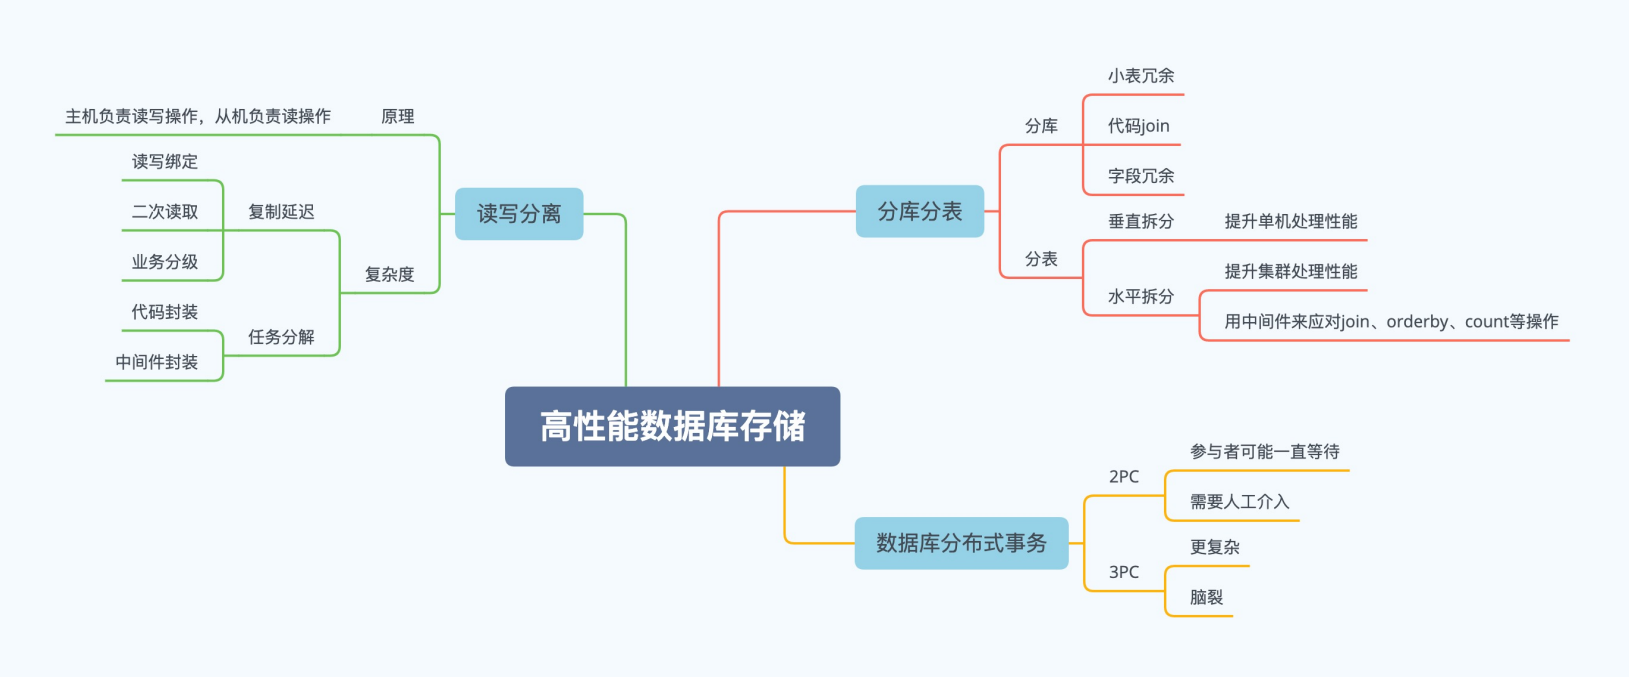 高性能数据库存储
读写分离
原理
主机负责读写操作，从机负责读操作
复杂度
复制延迟
读写绑定
二次读取
业务分级
任务分解
代码封装
中间件封装
分库分表
分库
小表冗余
代码join
字段冗余
分表
垂直拆分
提升单机处理性能
水平拆分
提升集群处理性能
用中间件来应对join、orderby、count等操作
数据库分布式事务
2PC
参与者可能一直等待
需要人工介入
3PC
更复杂
脑裂